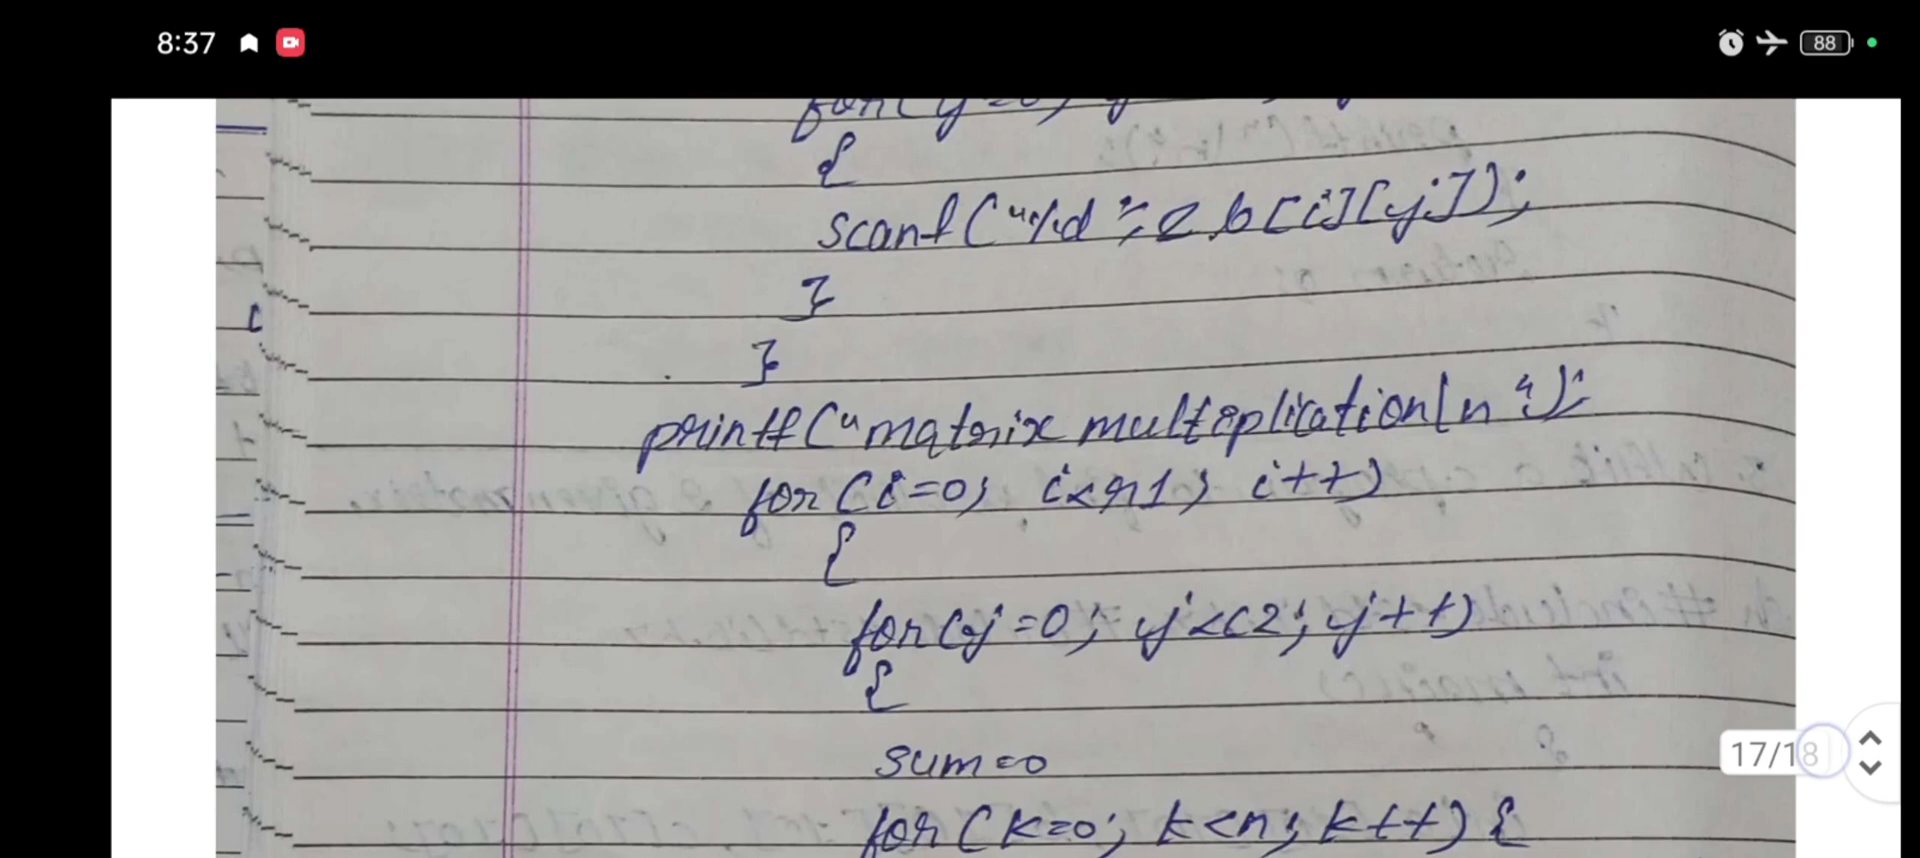 8:37
88
{
scanf("%d", & b[i][j]);
}
}
printf("matrix multiplication\n");
for(i=0; i<r1; i++)
{
for(j=0; j<c2; j++)
{
sum=0
for(k=0; k<n; k++){
17/18